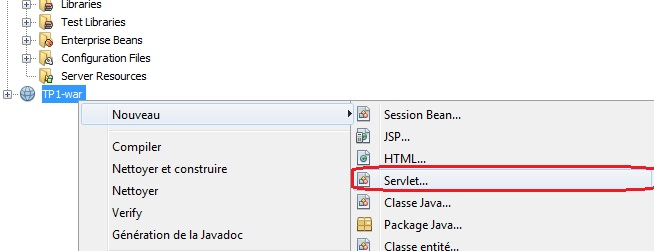 Libraries
Test Libraries
Enterprise Beans
Configuration Files
Server Resources
TP1-war
Nouveau
Compiler
Nettoyer et construire
Nettoyer
Verify
Génération de la Javadoc
Session Bean...
JSP...
HTML...
Servlet...
Classe Java...
Package Java...
Classe entité...